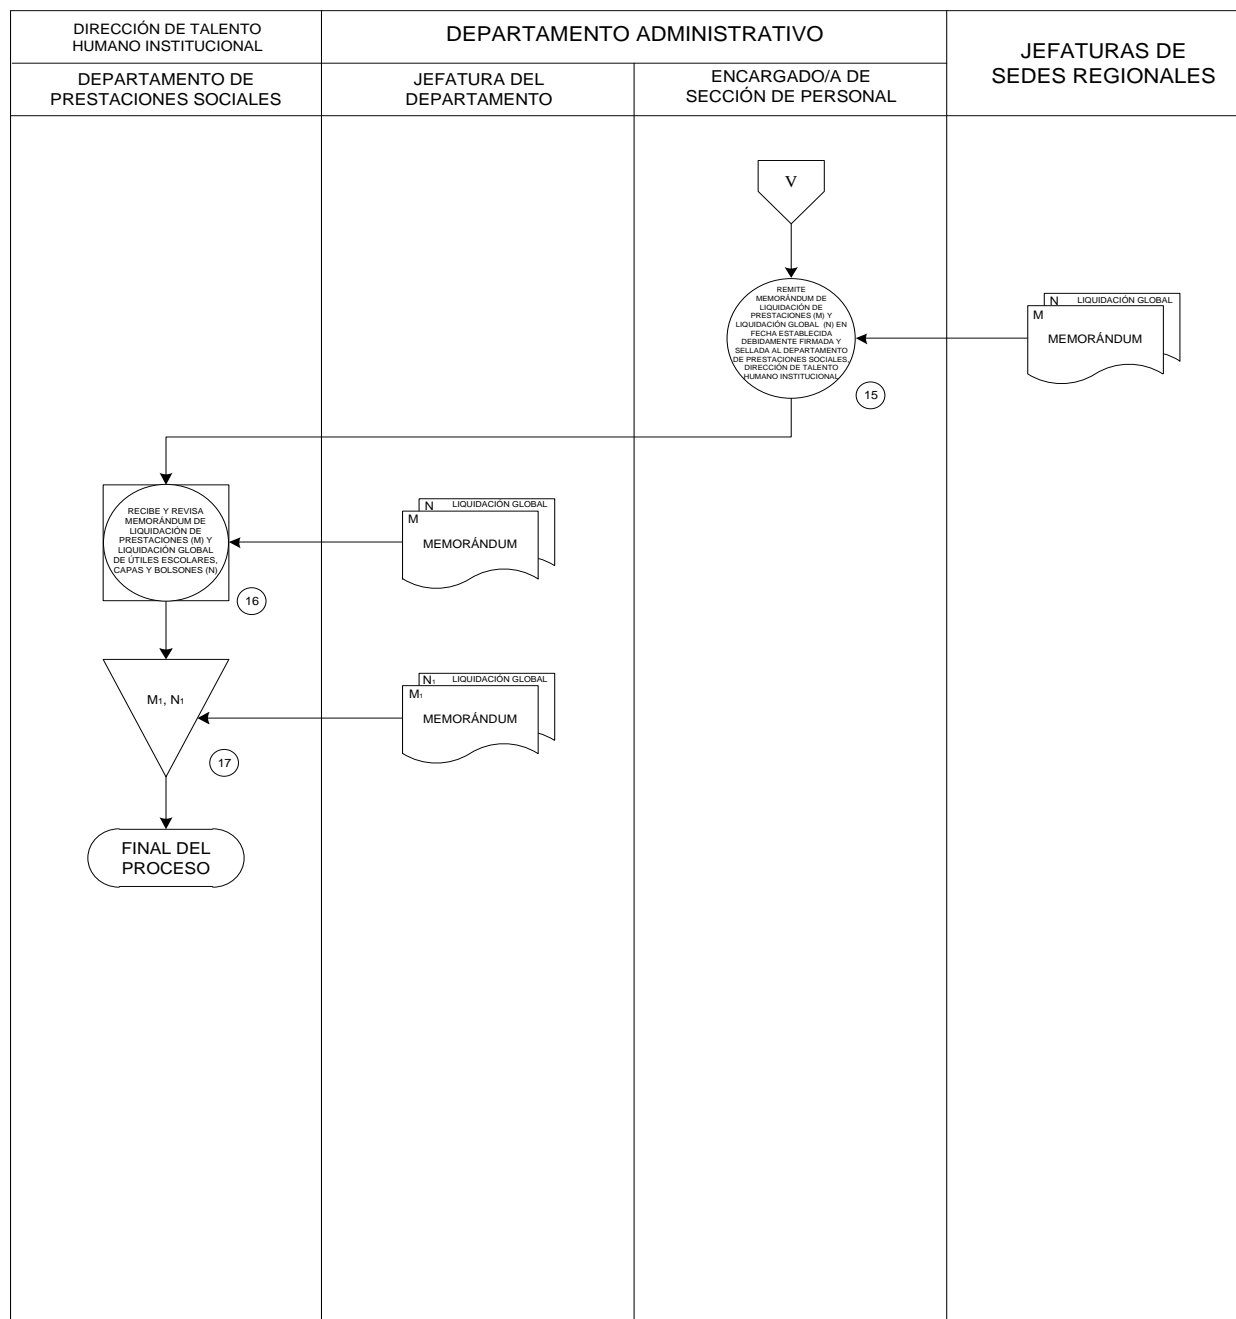 DIRECCIÓN DE TALENTO
HUMANO INSTITUCIONAL
DEPARTAMENTO ADMINISTRATIVO
JEFATURAS DE
SEDES REGIONALES
DEPARTAMENTO DE
PRESTACIONES SOCIALES
JEFATURA DEL
DEPARTAMENTO
ENCARGADO/A DE
SECCIÓN DE PERSONAL
V
REMITE
MEMORÁNDUM DE
LIQUIDACIÓN DE
PRESTACIONES (M) Y
LIQUIDACIÓN GLOBAL (N) EN
FECHA ESTABLECIDA
DEBIDAMENTE FIRMADA Y
SELLADA AL DEPARTAMENTO
DE PRESTACIONES SOCIALES,
DIRECCIÓN DE TALENTO
HUMANO INSTITUCIONAL
15
N LIQUIDACIÓN GLOBAL
M
MEMORÁNDUM
RECIBE Y REVISA
MEMORÁNDUM DE
LIQUIDACIÓN DE
PRESTACIONES (M) Y
LIQUIDACIÓN GLOBAL
DE ÚTILES ESCOLARES,
CAPAS Y BOLSONES (N)
16
N LIQUIDACIÓN GLOBAL
M
MEMORÁNDUM
M₁, N₁
17
N₁ LIQUIDACIÓN GLOBAL
M₁
MEMORÁNDUM
FINAL DEL
PROCESO